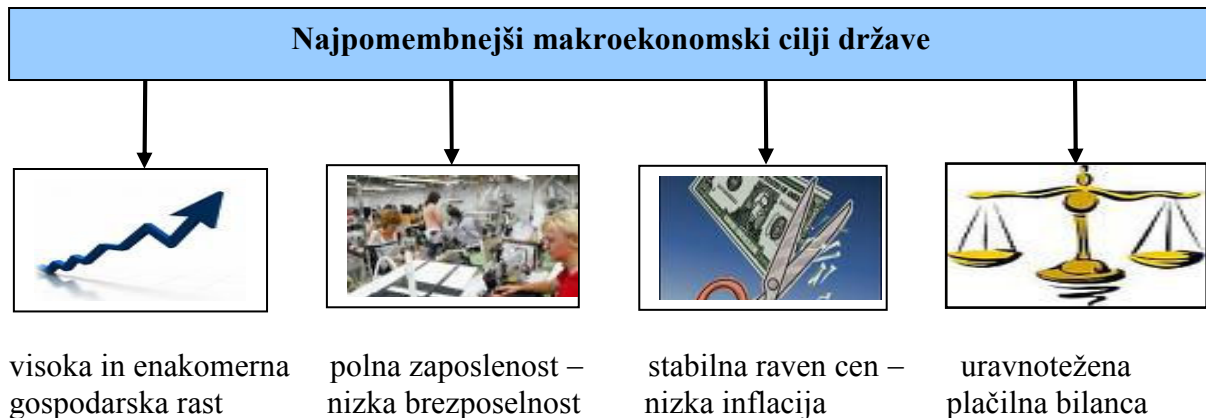 Najpomembnejši makroekonomski cilji države
visoka in enakomerna
gospodarska rast
polna zaposlenost –
nizka brezposelnost
stabilna raven cen –
nizka inflacija
uravnotežena
plačilna bilanca